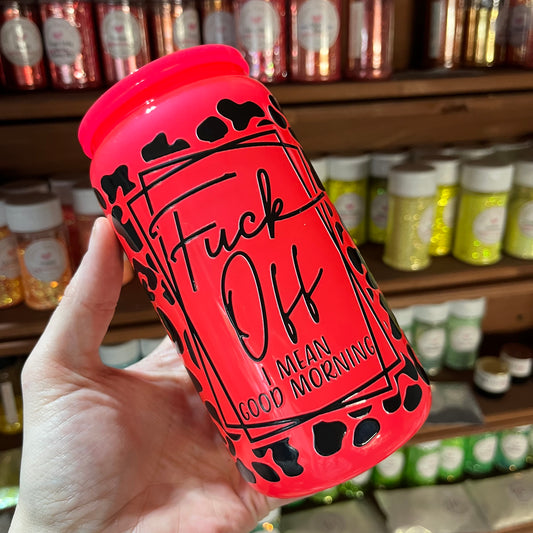 Fuck
Off
I MEAN
GOOD MORNING